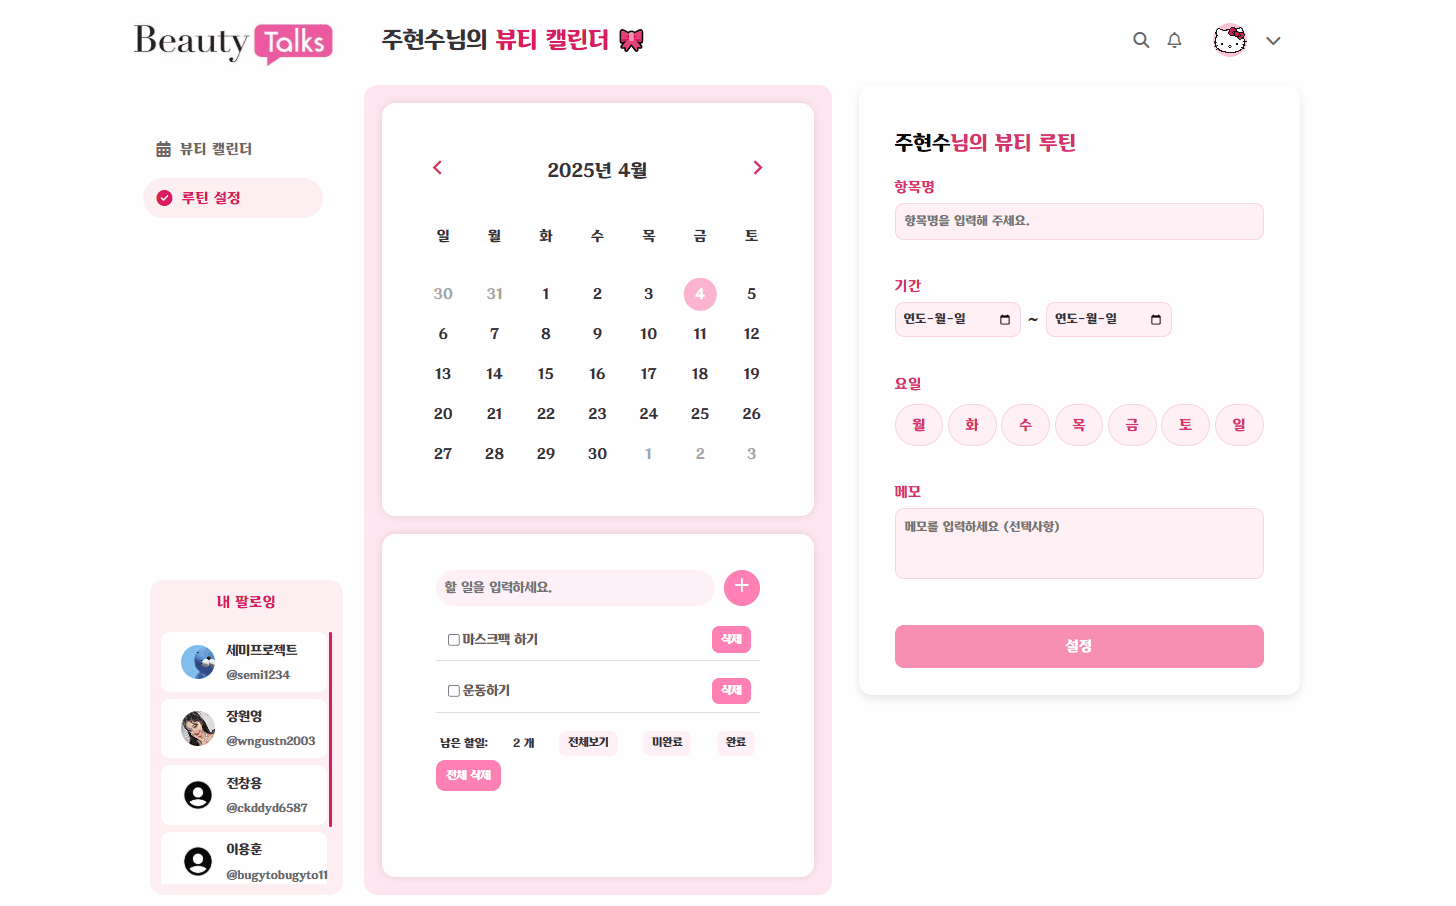 Beauty Talks
주현수님의 뷰티 캘린더
뷰티 캘린더
루틴 설정
내 팔로잉
세미프로젝트
@semi1234
장원영
@wngustn2003
전창용
@ckddyd6587
이용훈
@bugytobugyto11
2025년 4월
일 월 화 수 목 금 토
30 31 1 2 3 4 5
6 7 8 9 10 11 12
13 14 15 16 17 18 19
20 21 22 23 24 25 26
27 28 29 30 1 2 3
할 일을 입력하세요.
마스크팩 하기 삭제
운동하기 삭제
남은 할일: 2 개 전체보기 미완료 완료
전체 삭제
주현수님의 뷰티 루틴
항목명
항목명을 입력해 주세요.
기간
연도-월-일 ~ 연도-월-일
요일
월 화 수 목 금 토 일
메모
메모를 입력하세요 (선택사항)
설정